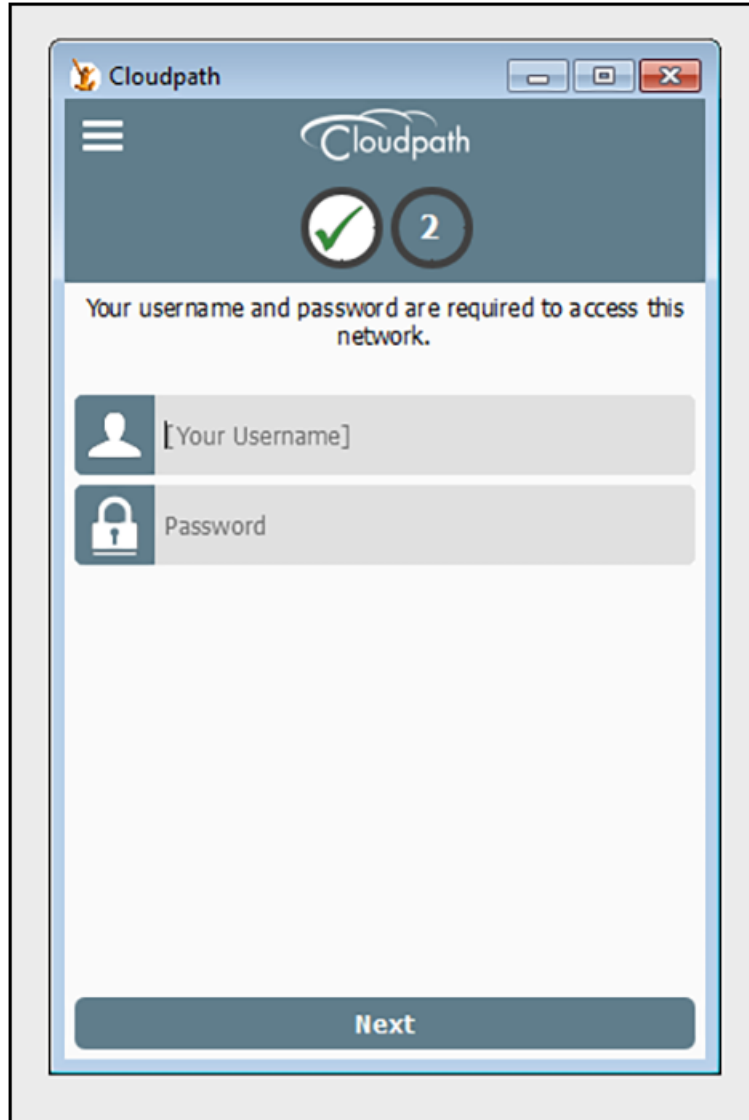 Cloudpath
Cloudpath
2
Your username and password are required to access this
network.
[Your Username]
Password
Next